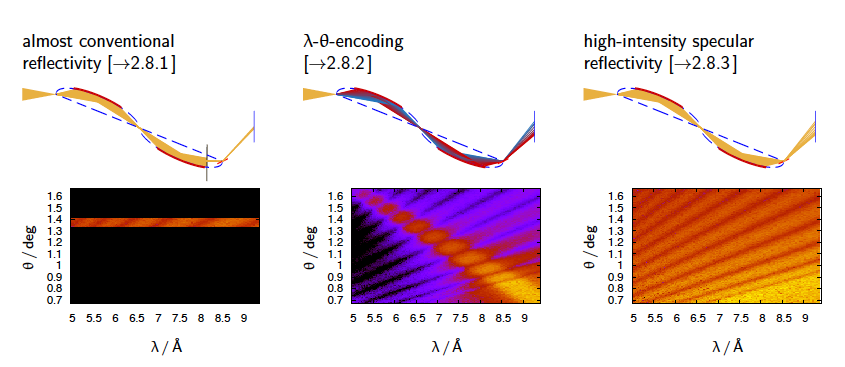 almost conventional
reflectivity [→2.8.1]
λ-θ-encoding
[→2.8.2]
high-intensity specular
reflectivity [→2.8.3]
1.6
1.5
1.4
1.3
1.2
1.1
1
0.9
0.8
0.7
θ / deg
5 5.5 6 6.5 7 7.5 8 8.5 9
λ / Å
1.6
1.5
1.4
1.3
1.2
1.1
1
0.9
0.8
0.7
θ / deg
5 5.5 6 6.5 7 7.5 8 8.5 9
λ / Å
1.6
1.5
1.4
1.3
1.2
1.1
1
0.9
0.8
0.7
θ / deg
5 5.5 6 6.5 7 7.5 8 8.5 9
λ / Å